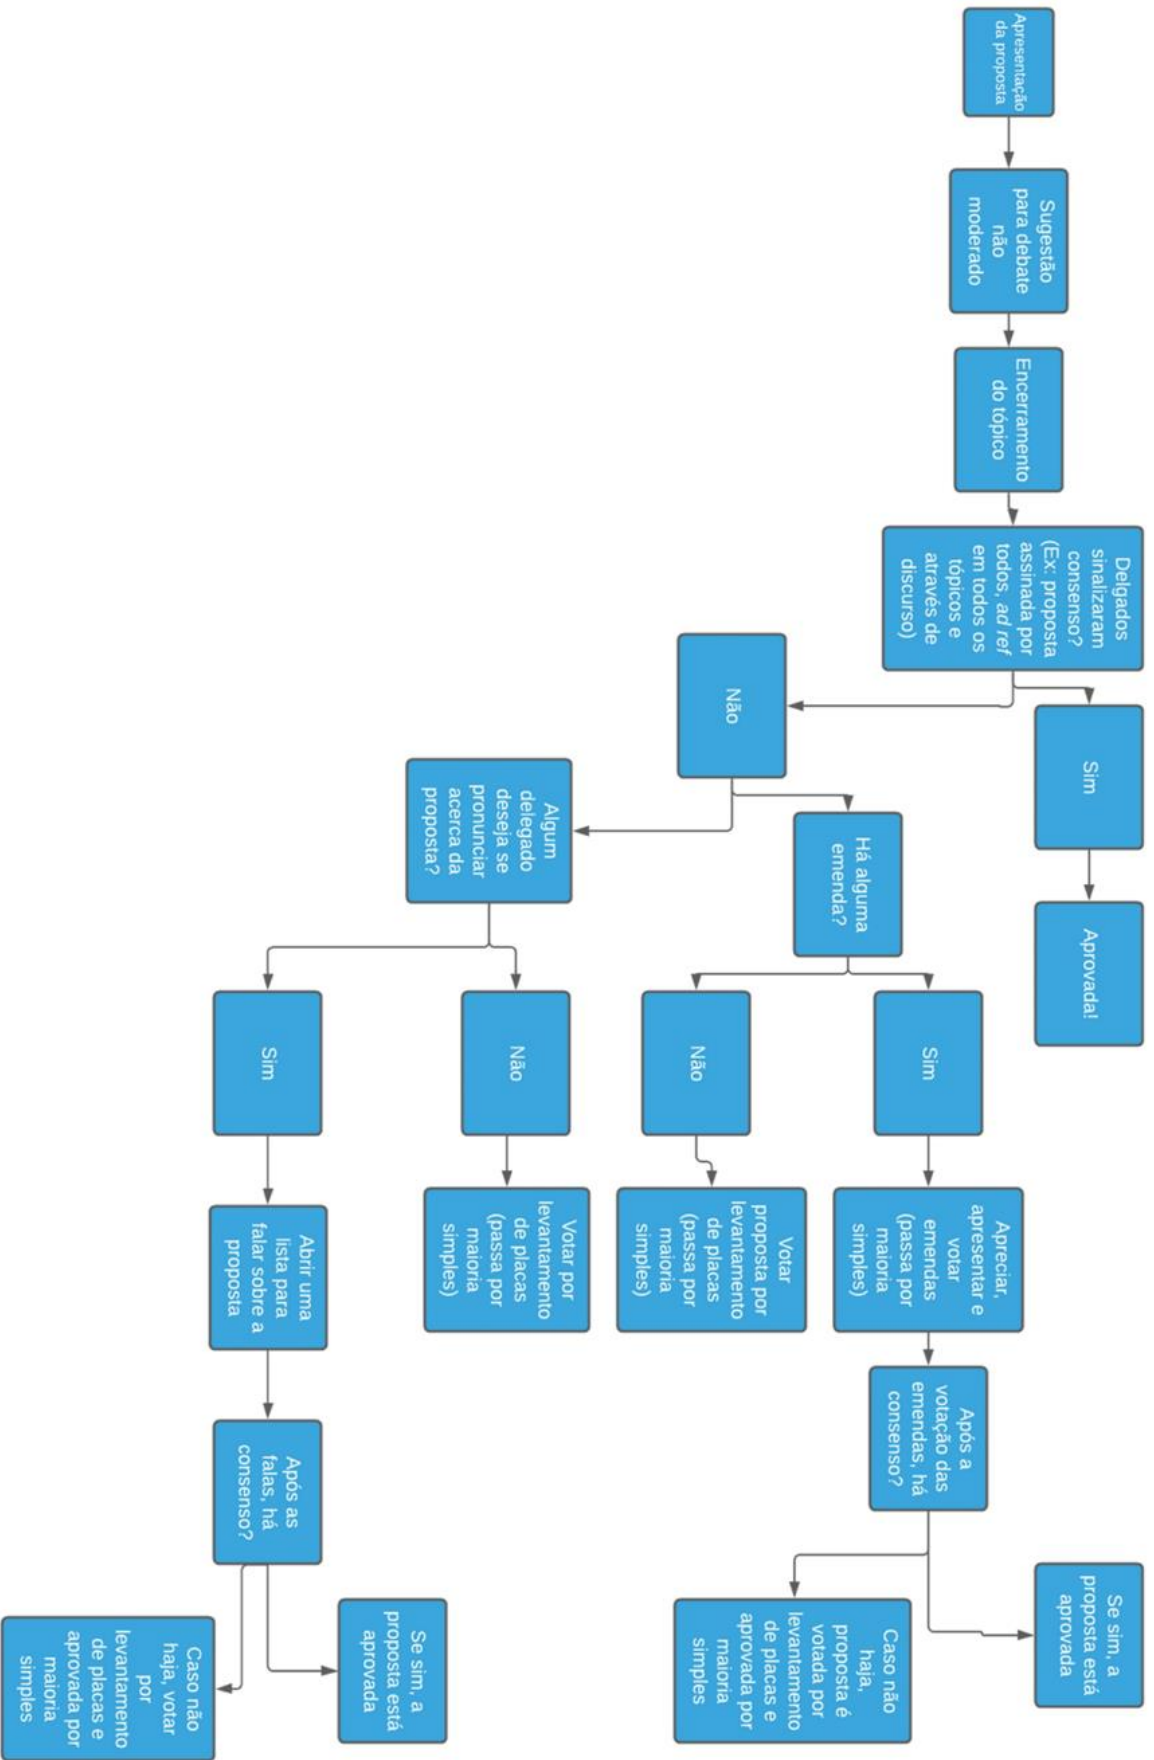 Apresentação
da proposta
Sugestão
para debate
não
moderado
Encerramento
do tópico
Delgados
sinalizaram
consenso?
(Ex: proposta
assinada por
todos, ad ref
em todos os
tópicos e
através de
discurso)
Sim
Aprovada!
Não
Há alguma
emenda?
Sim
Apreciar,
apresentar e
votar
emendas
(passa por
maioria
simples)
Após a
votação das
emendas, há
consenso?
Se sim, a
proposta está
aprovada
Caso não
haja,
proposta é
votada por
levantamento
de placas e
aprovada por
maioria
simples
Não
Votar
proposta por
levantamento
de placas
(passa por
maioria
simples)
Algum
delegado
deseja se
pronunciar
acerca da
proposta?
Não
Votar por
levantamento
de placas
(passa por
maioria
simples)
Sim
Abrir uma
lista para
falar sobre a
proposta
Após as
falas, há
consenso?
Se sim, a
proposta está
aprovada
Caso não
haja, votar
por
levantamento
de placas e
aprovada por
maioria
simples